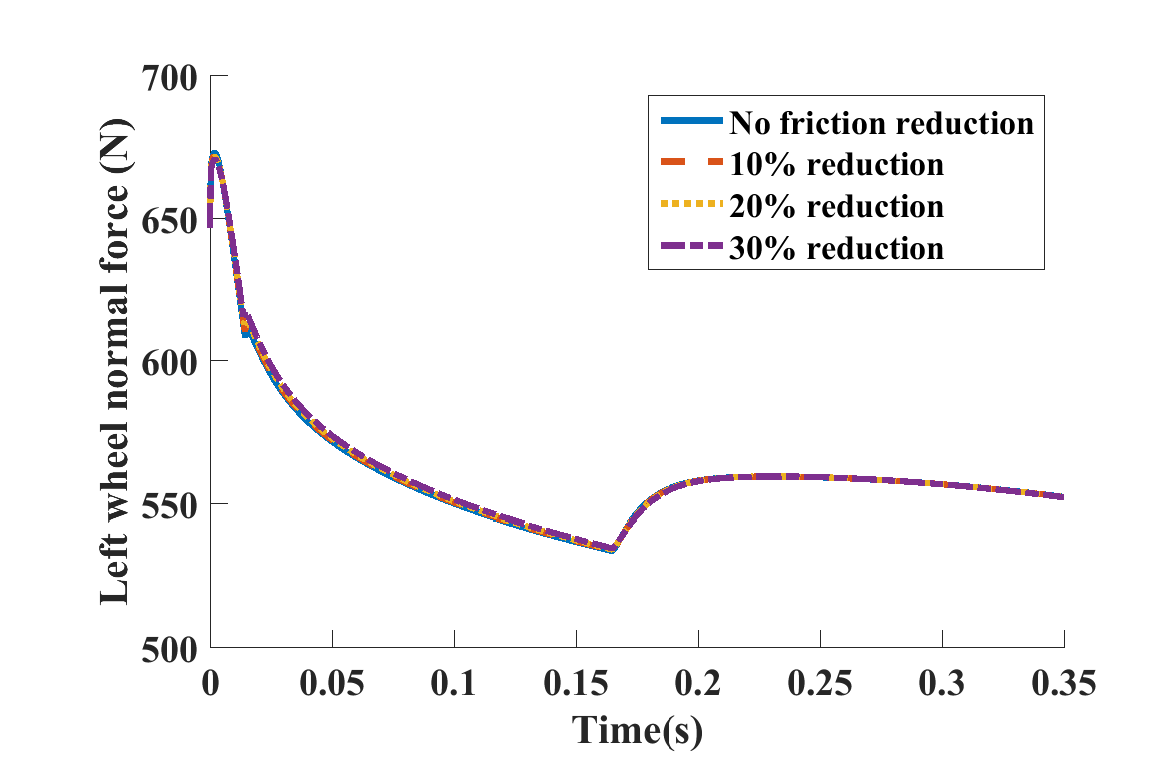 700
650
600
550
500
Left wheel normal force (N)
No friction reduction
10% reduction
20% reduction
30% reduction
0 0.05 0.1 0.15 0.2 0.25 0.3 0.35
Time(s)